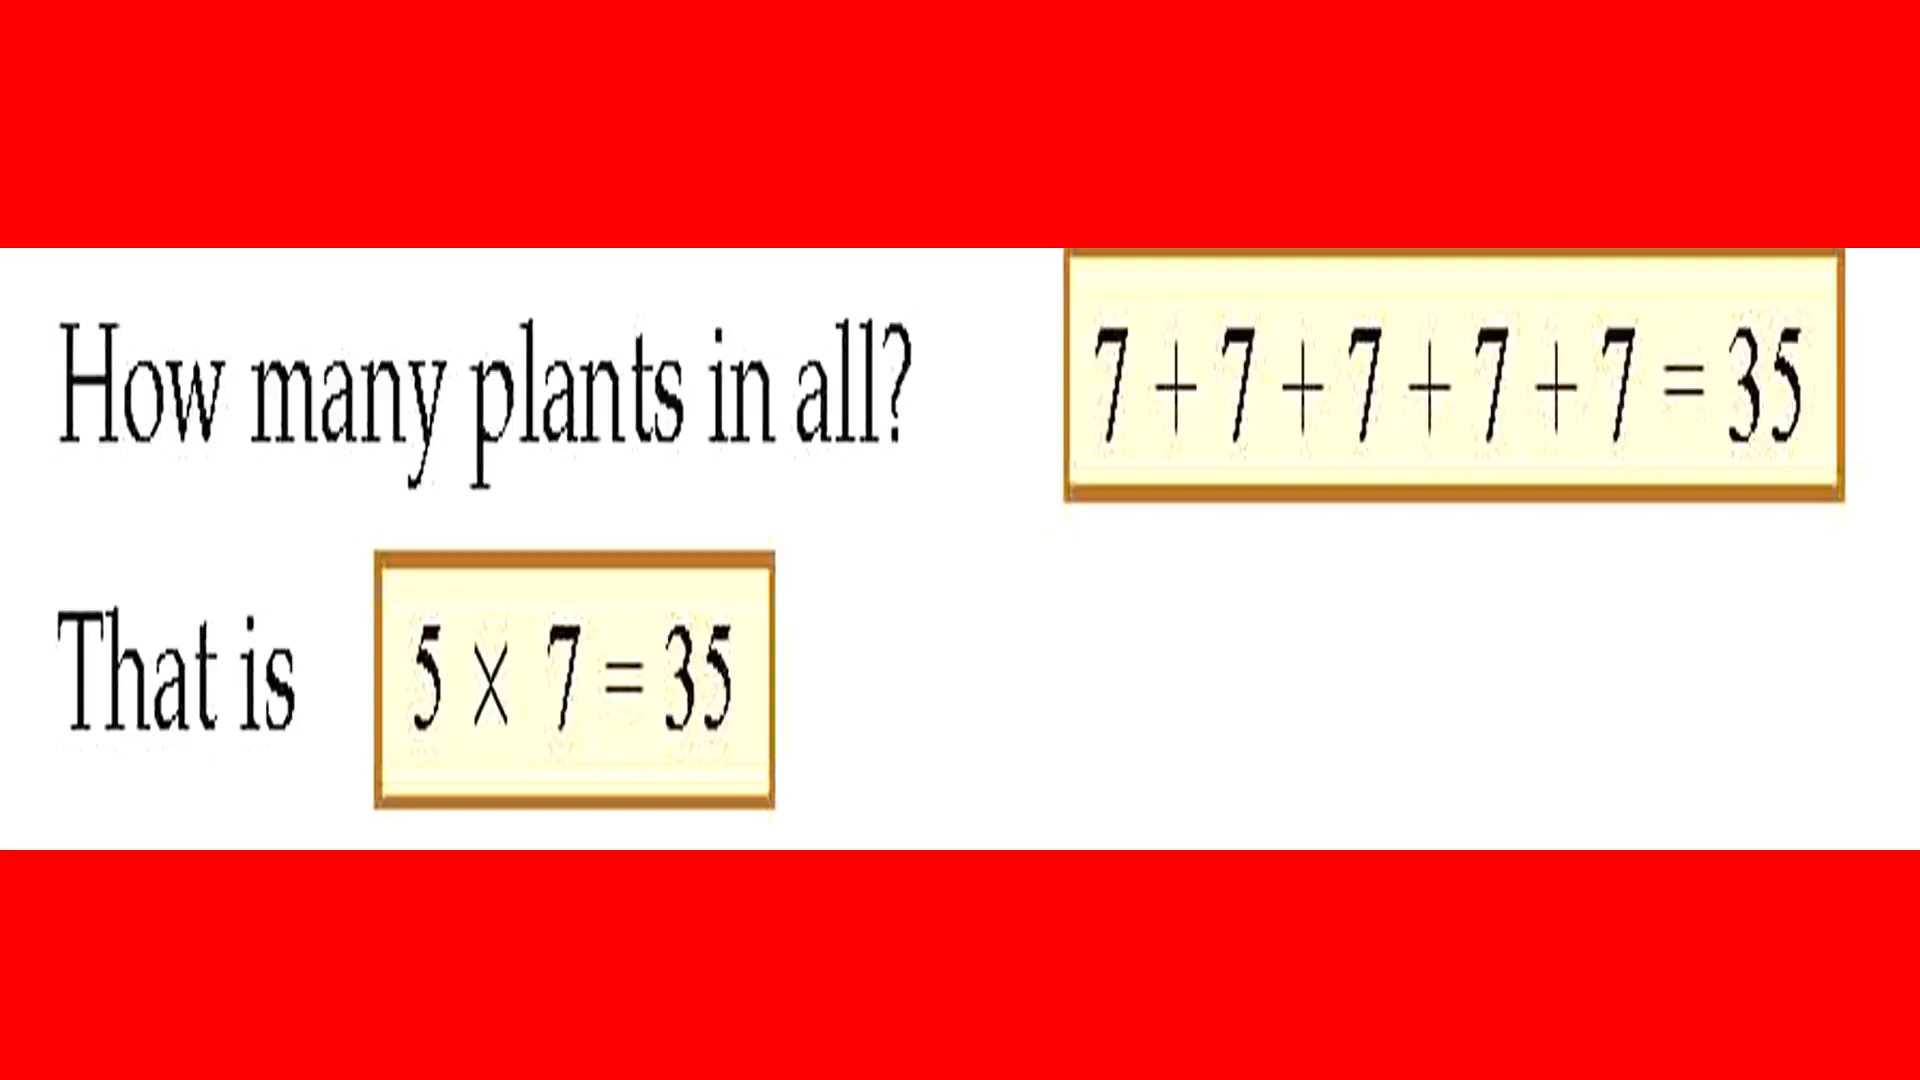 How many plants in all? 7 + 7 + 7 + 7 + 7 = 35
That is 5 × 7 = 35